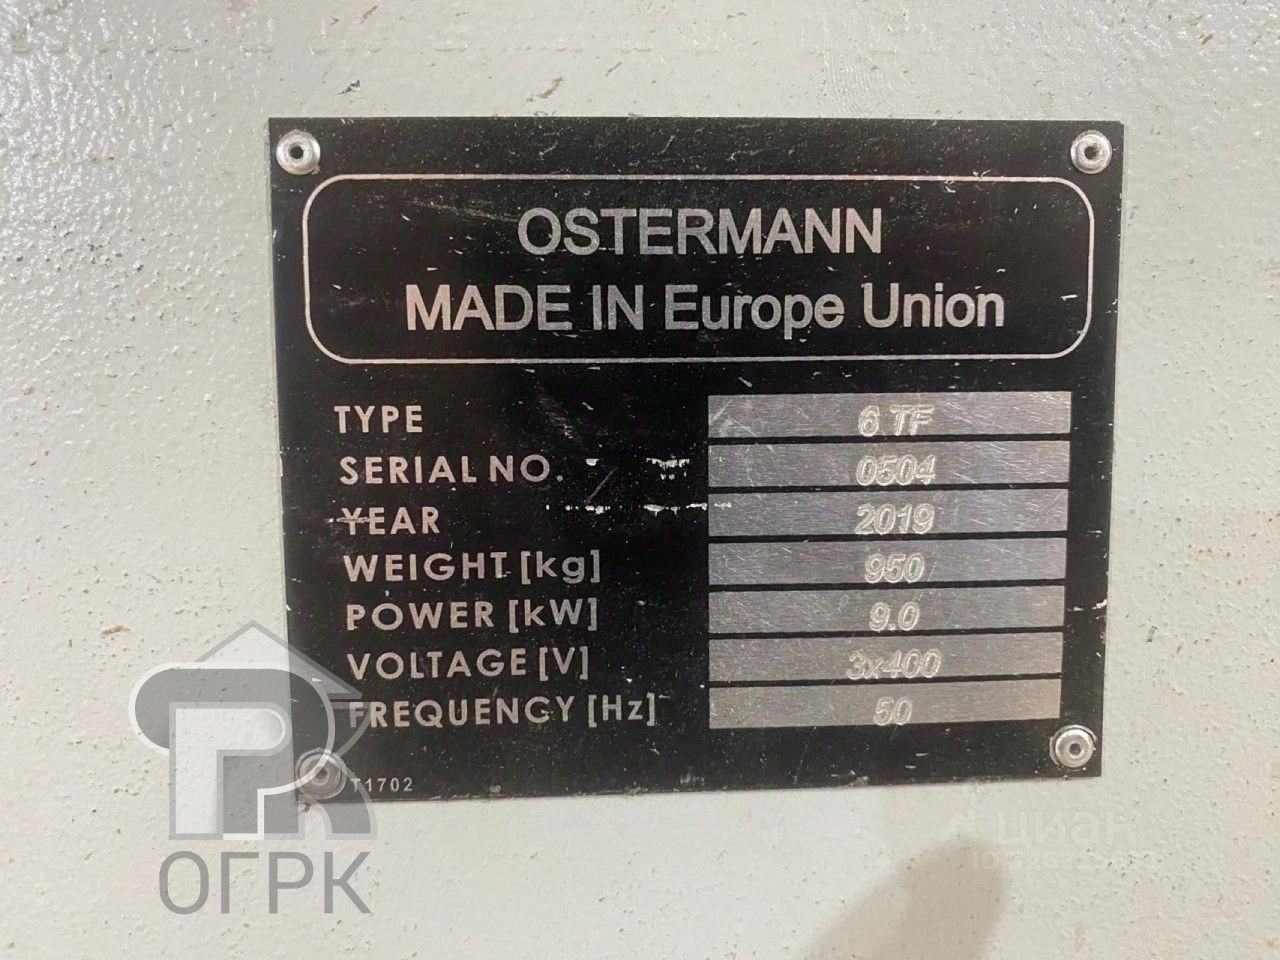 OSTERMANN
MADE IN Europe Union
TYPE 6 TF
SERIAL NO. 0504
YEAR 2019
WEIGHT [kg] 950
POWER [kW] 9.0
VOLTAGE [V] 3x400
FREQUENCY [Hz] 50
T1702
ОГРК
циан